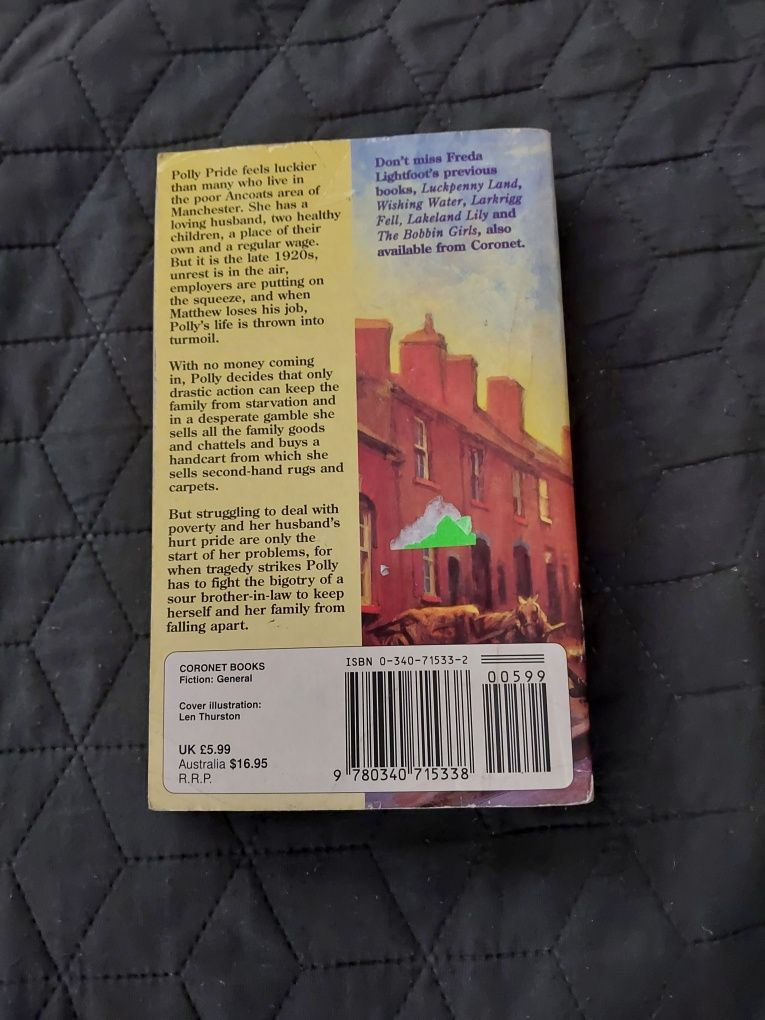 Polly Pride feels luckier
than many who live in
the poor Ancoats area of
Manchester. She has a
loving husband, two healthy
children, a place of their
own and a regular wage.
But it is the late 1920s,
unrest is in the air,
employers are putting on
the squeeze, and when
Matthew loses his job,
Polly's life is thrown into
turmoil.
With no money coming
in, Polly decides that only
drastic action can keep the
family from starvation and
in a desperate gamble she
sells all the family goods
and chattels and buys a
handcart from which she
sells second-hand rugs and
carpets.
But struggling to deal with
poverty and her husband's
hurt pride are only the
start of her problems, for
when tragedy strikes Polly
has to fight the bigotry of a
sour brother-in-law to keep
herself and her family from
falling apart.
Don't miss Freda
Lightfoot's previous
books, Luckpenny Land,
Wishing Water, Larkrigg
Fell, Lakeland Lily and
The Bobbin Girls, also
available from Coronet.
CORONET BOOKS
Fiction: General
Cover illustration:
Len Thurston
UK £5.99
Australia $16.95
R.R.P.
ISBN 0-340-71533-2
00599
9 780340 715338